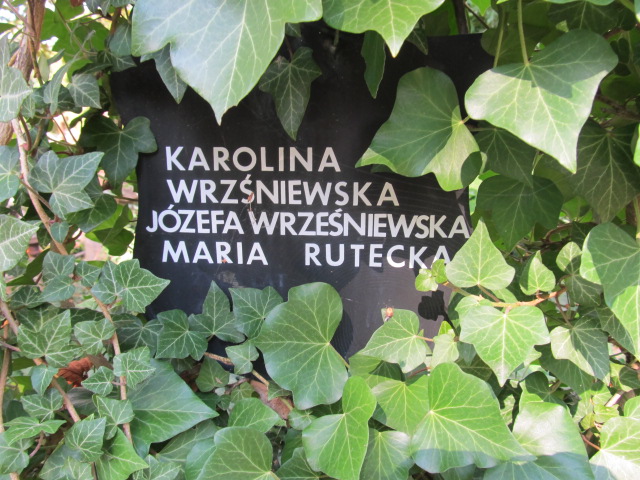 KAROLINA
WRZŚNIEWSKA
JÓZEFA WRZEŚNIEWSKA
MARIA RUTECKA